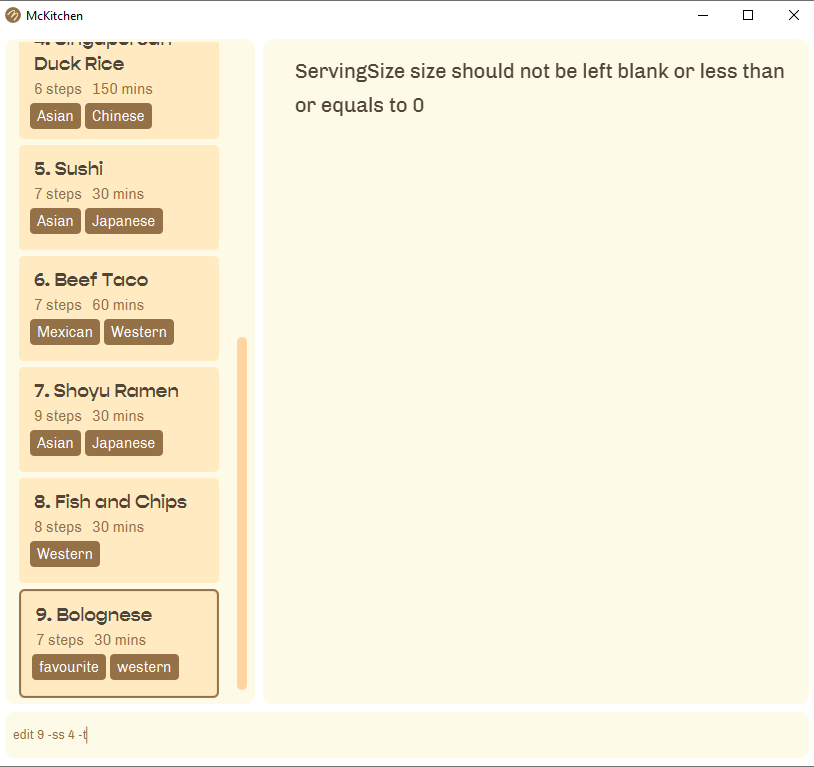 McKitchen
4. Singaporean
Duck Rice
6 steps 150 mins
Asian Chinese
5. Sushi
7 steps 30 mins
Asian Japanese
6. Beef Taco
7 steps 60 mins
Mexican Western
7. Shoyu Ramen
9 steps 30 mins
Asian Japanese
8. Fish and Chips
8 steps 30 mins
Western
9. Bolognese
7 steps 30 mins
favourite western
ServingSize size should not be left blank or less than
or equals to 0
edit 9 -ss 4 -t